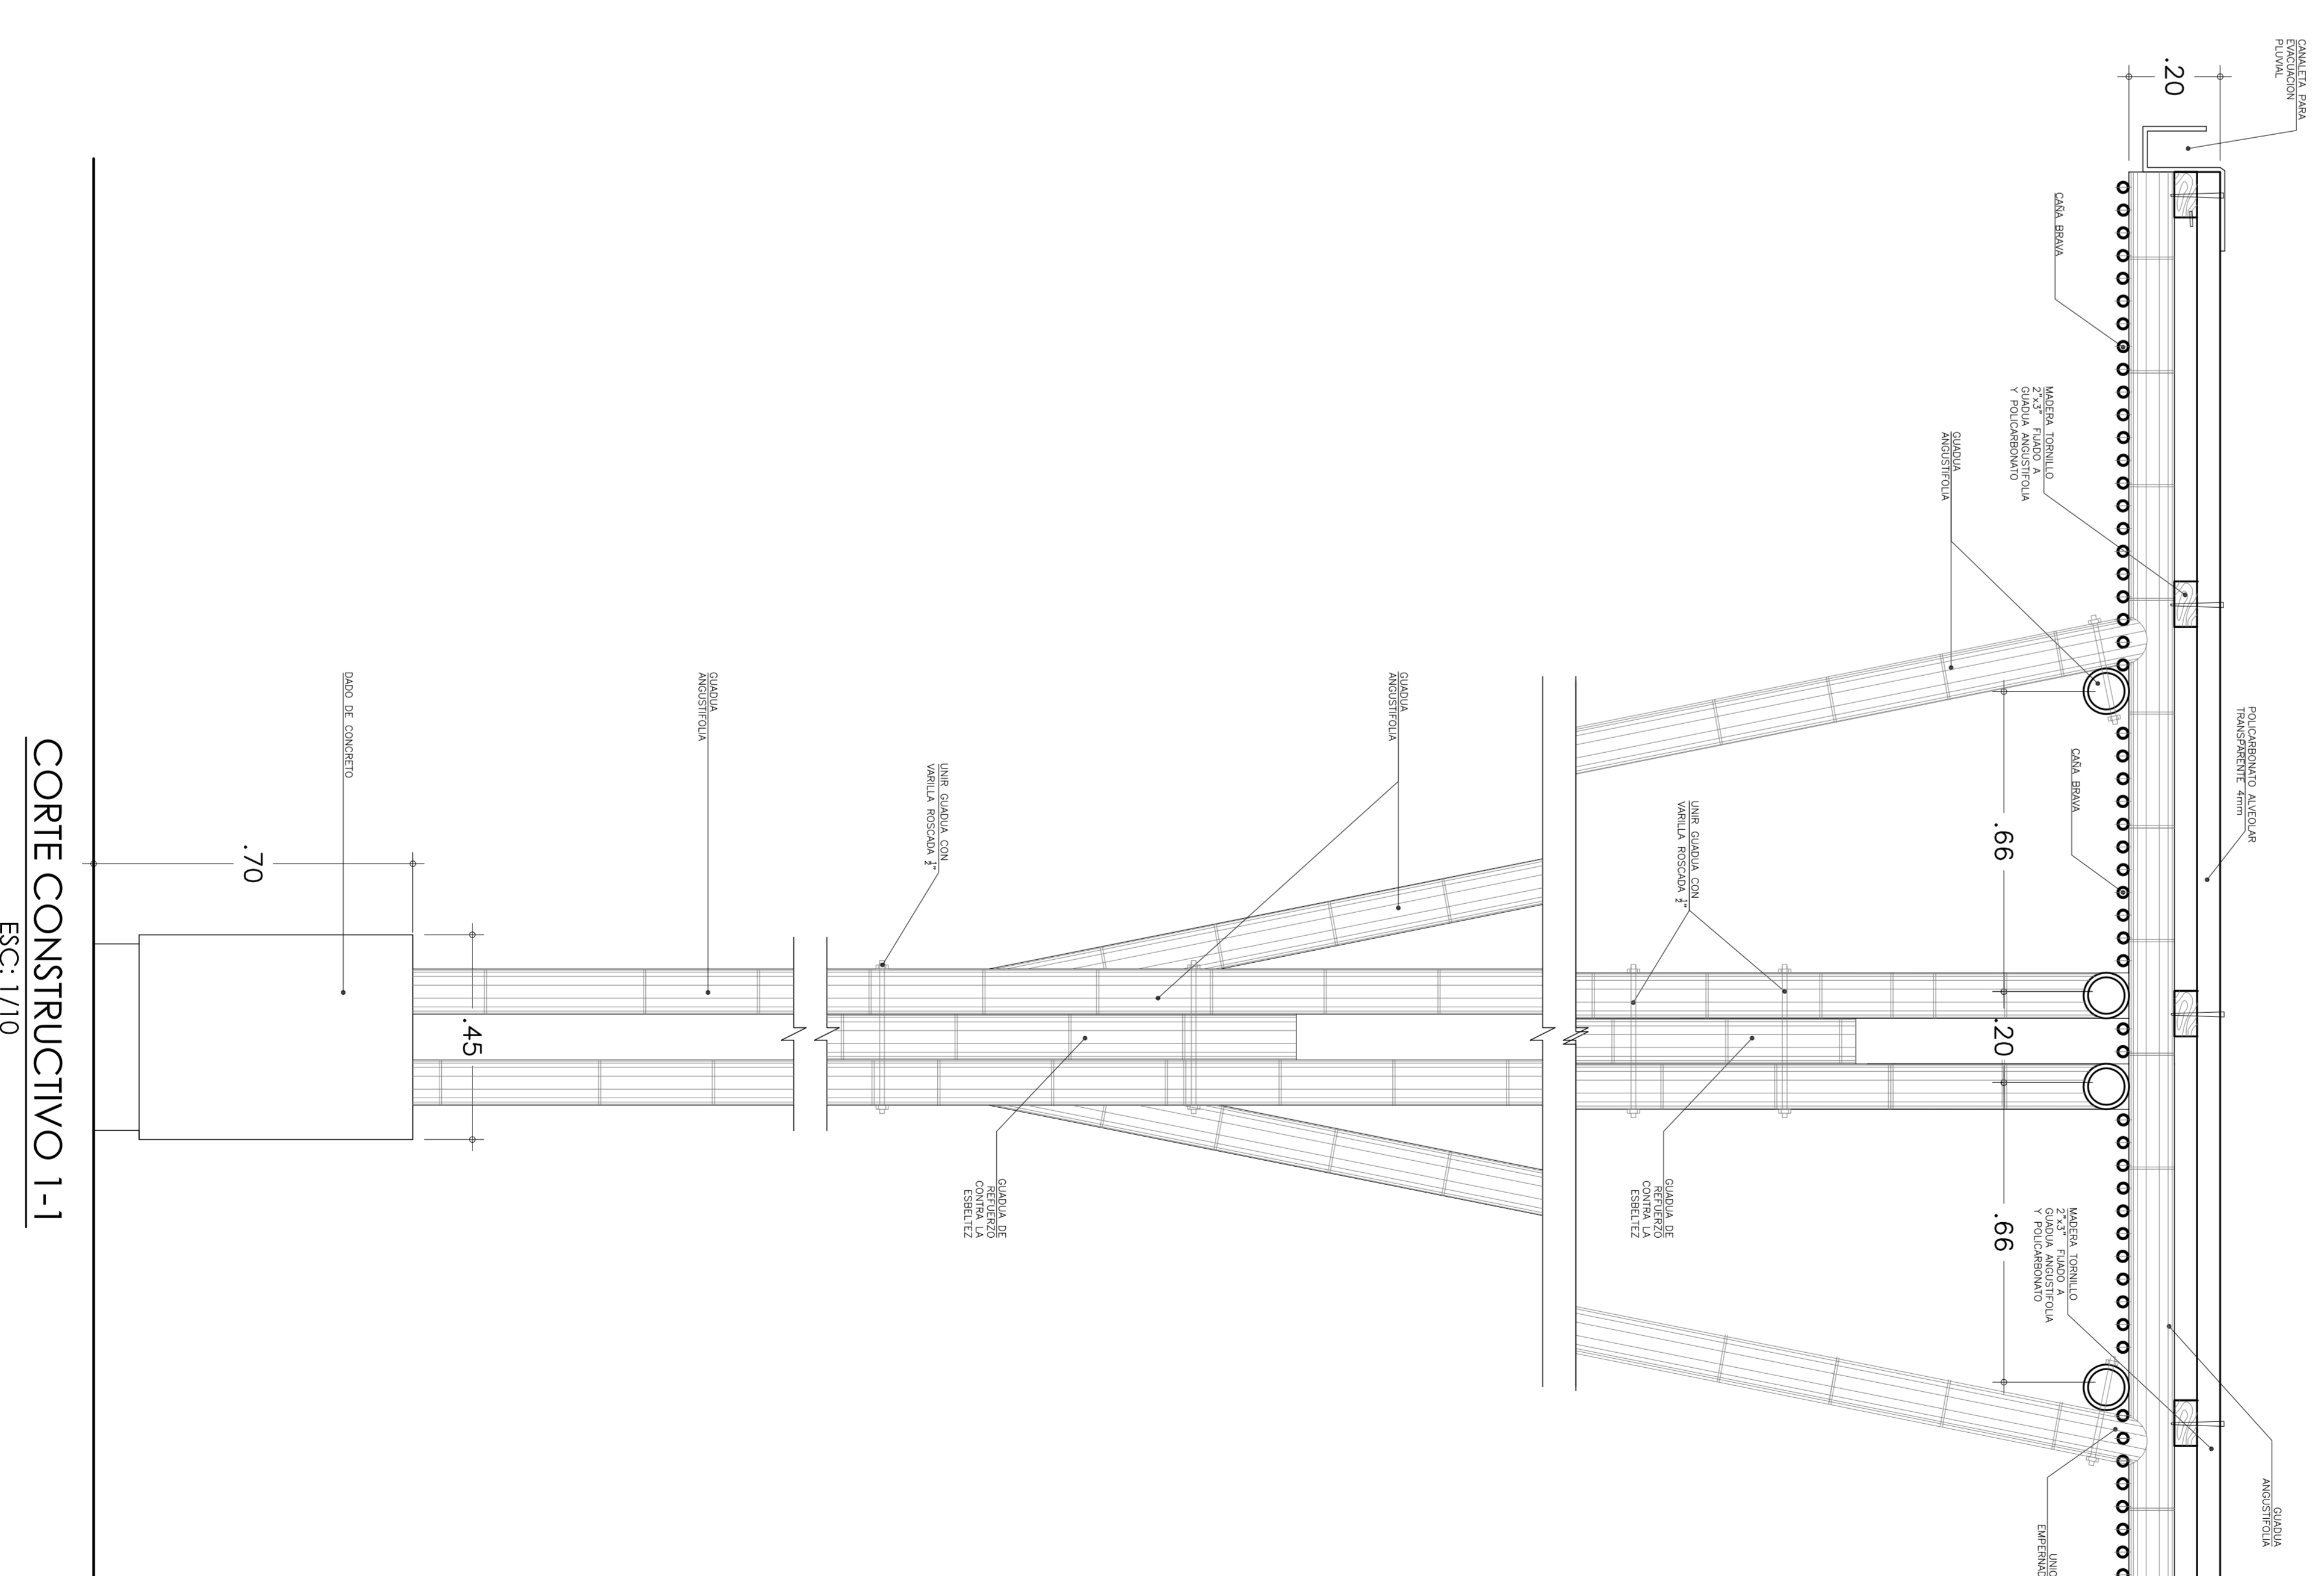 CANALETA PARA
EVACUACION
PLUVIAL
.20
POLICARBONATO ALVEOLAR
TRANSPARENTE 4mm
GUADUA
ANGUSTIFOLIA
CAÑA BRAVA
MADERA TORNILLO
2"x3" FIJADO A
GUADUA ANGUSTIFOLIA
Y POLICARBONATO
CAÑA BRAVA
MADERA TORNILLO
2"x3" FIJADO A
GUADUA ANGUSTIFOLIA
Y POLICARBONATO
GUADUA
ANGUSTIFOLIA
.66
.20
.66
UNIR GUADUA CON
VARILLA ROSCADA ½"
GUADUA DE
REFUERZO
CONTRA LA
ESBELTEZ
GUADUA
ANGUSTIFOLIA
UNIR GUADUA CON
VARILLA ROSCADA ½"
GUADUA DE
REFUERZO
CONTRA LA
ESBELTEZ
GUADUA
ANGUSTIFOLIA
.45
DADO DE CONCRETO
.70
CORTE CONSTRUCTIVO 1-1
ESC: 1/10